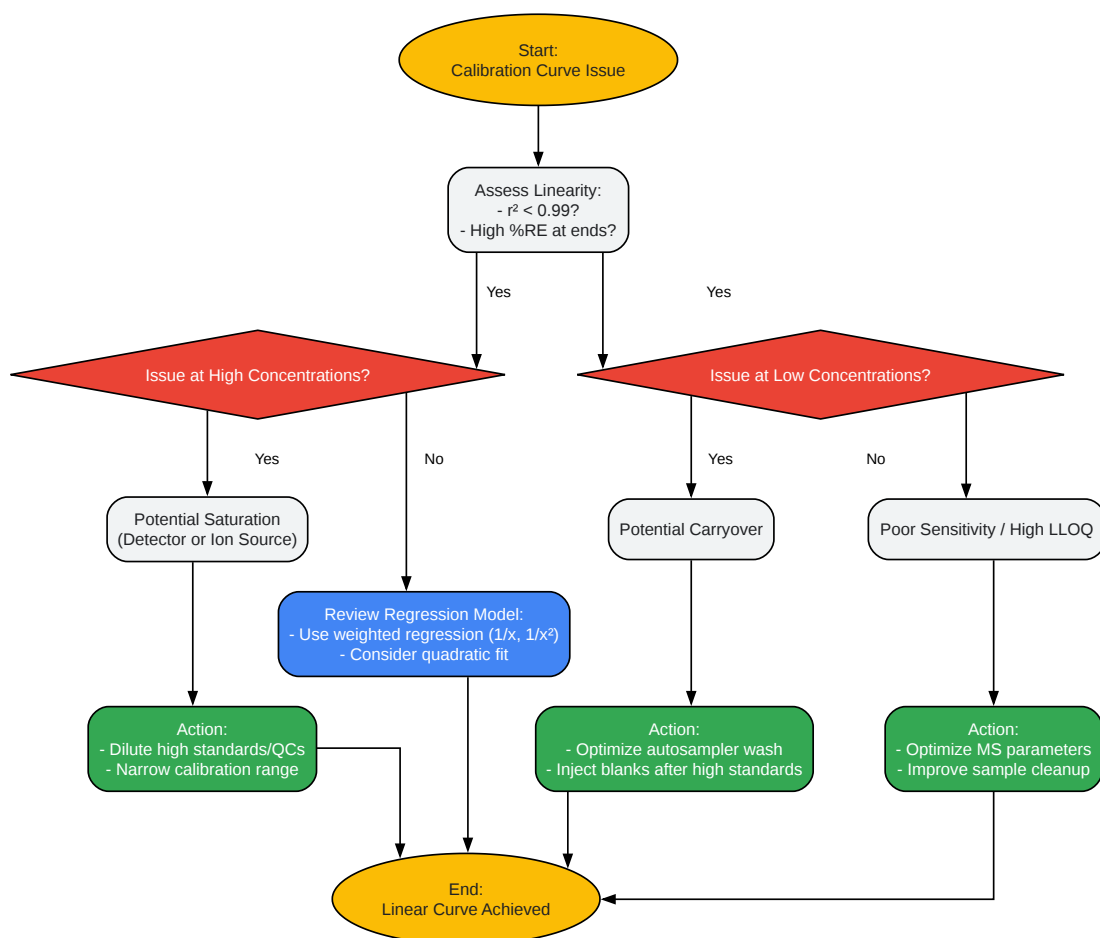 Start:
Calibration Curve Issue
Assess Linearity:
- r² < 0.99?
- High %RE at ends?
Yes
Yes
Issue at High Concentrations?
Issue at Low Concentrations?
Yes
No
Yes
No
Potential Saturation
(Detector or Ion Source)
Potential Carryover
Poor Sensitivity / High LLOQ
Review Regression Model:
- Use weighted regression (1/x, 1/x²)
- Consider quadratic fit
Action:
- Dilute high standards/QCs
- Narrow calibration range
Action:
- Optimize autosampler wash
- Inject blanks after high standards
Action:
- Optimize MS parameters
- Improve sample cleanup
End:
Linear Curve Achieved